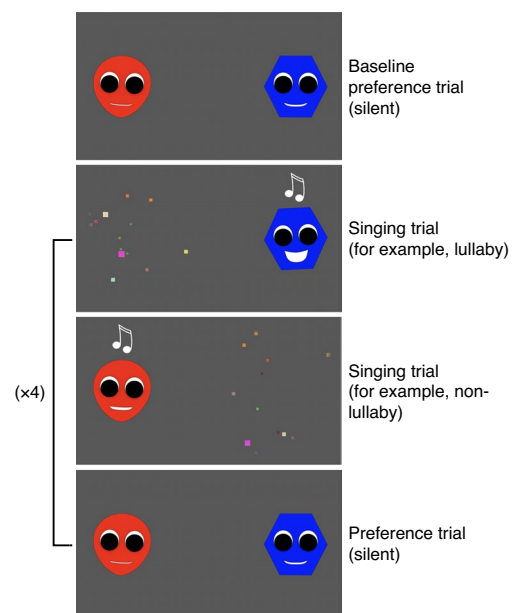 Baseline
preference trial
(silent)
Singing trial
(for example, lullaby)
Singing trial
(for example, non-
lullaby)
(×4)
Preference trial
(silent)